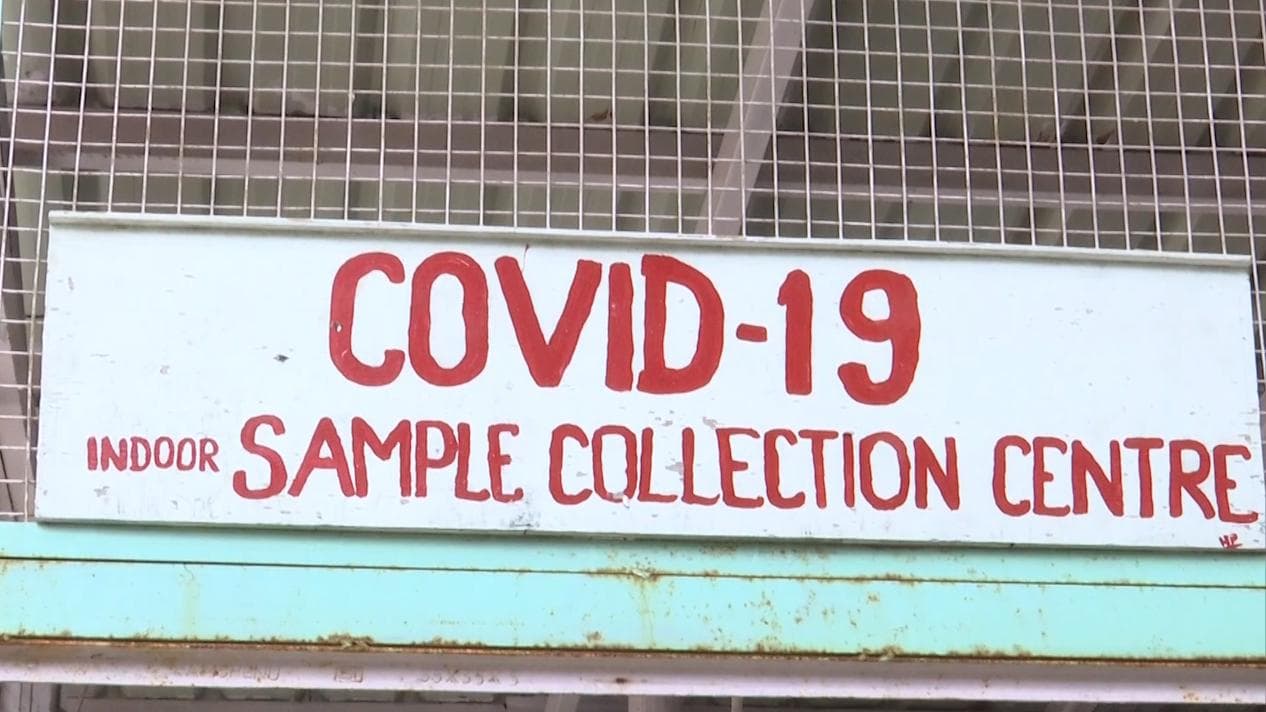 COVID-19
INDOOR SAMPLE COLLECTION CENTRE